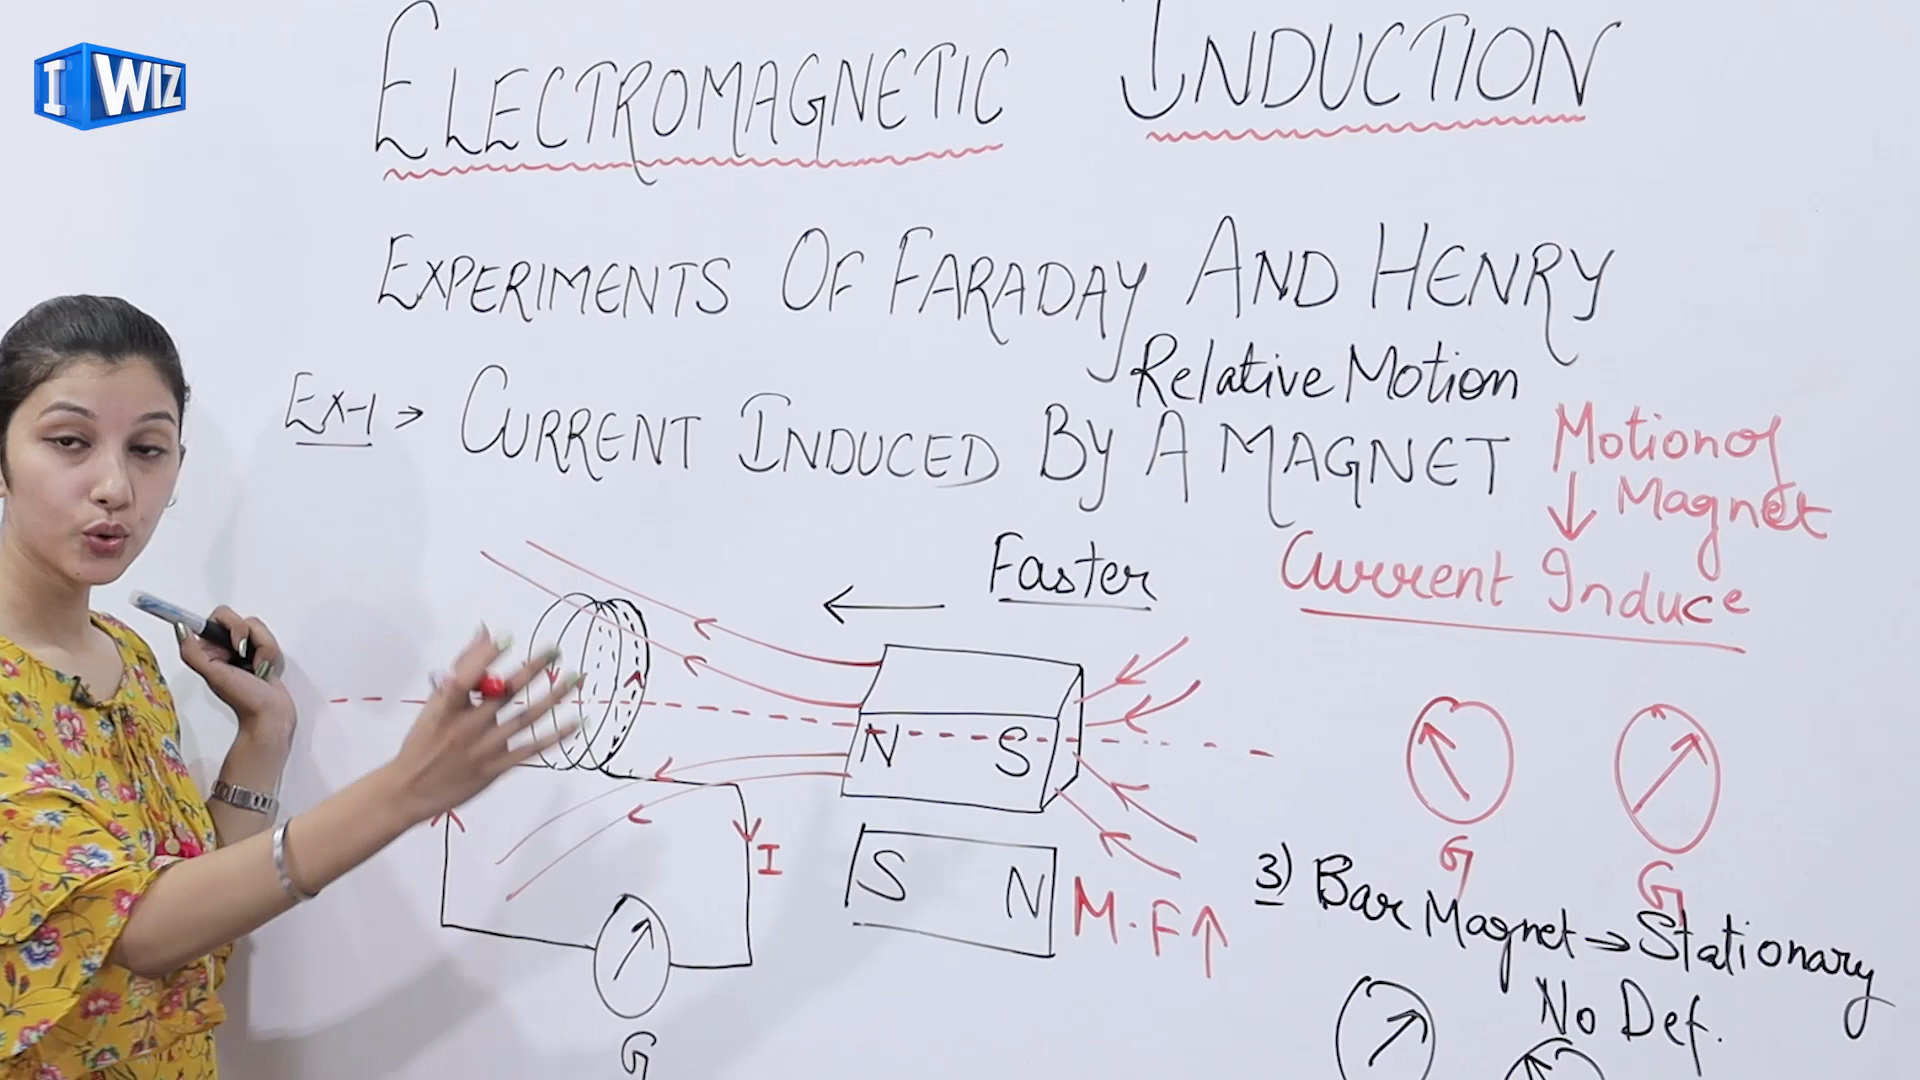 I WIZ
ELECTROMAGNETIC INDUCTION
EXPERIMENTS OF FARADAY AND HENRY
Relative Motion
Ex-1 → CURRENT INDUCED BY A MAGNET
Motion of
↓ Magnet
Current Induce
← Faster
N S
I
S N
M.F↑
G
G G
3) Bar Magnet → Stationary
No Def.